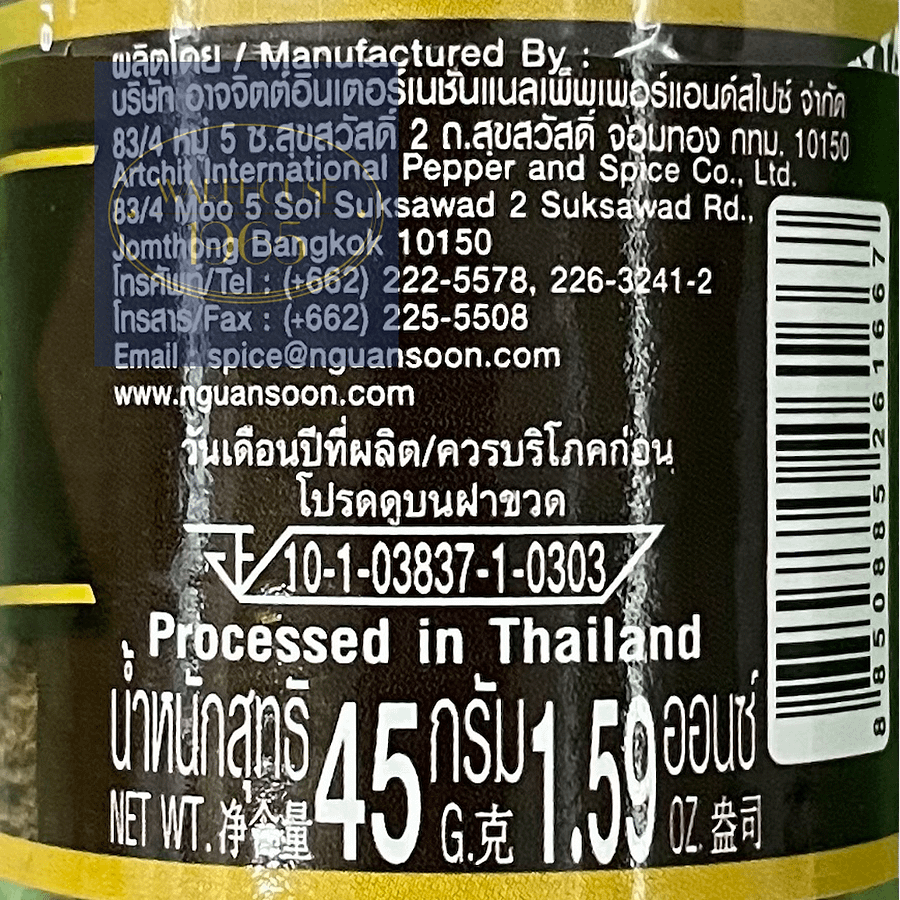 ผลิตโดย / Manufactured By :
บริษัท อาจจิตต์อินเตอร์เนชั่นแนลเพ็พเพอร์แอนด์สไปซ์ จำกัด
83/4 หมู่ 5 ซ.สุขสวัสดิ์ 2 ถ.สุขสวัสดิ์ จอมทอง กทม. 10150
Artchit International Pepper and Spice Co., Ltd.
83/4 Moo 5 Soi Suksawad 2 Suksawad Rd.,
Jomthong Bangkok 10150
โทรศัพท์/Tel : (+662) 222-5578, 226-3241-2
โทรสาร/Fax : (+662) 225-5508
Email : spice@nguansoon.com
www.nguansoon.com
วันเดือนปีที่ผลิต/ควรบริโภคก่อน
โปรดดูบนฝาขวด
10-1-03837-1-0303
Processed in Thailand
น้ำหนักสุทธิ 45 กรัม 1.59 ออนซ์
NET WT. 净含量 G.克 OZ. 盎司
8850885261667
1965